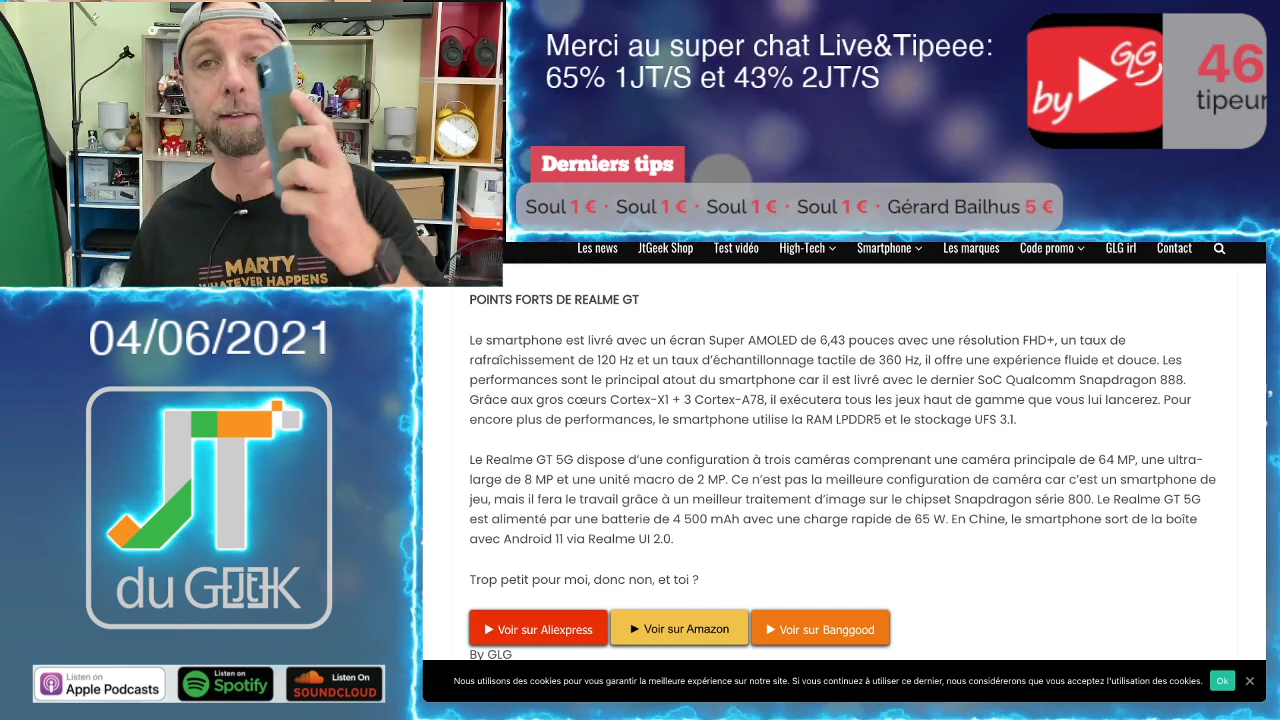 MARTY
WHATEVER HAPPENS
Merci au super chat Live&Tipeee:
65% 1JT/S et 43% 2JT/S
by GLG
46
tipeur
Derniers tips
Soul 1 € · Soul 1 € · Soul 1 € · Soul 1 € · Gérard Bailhus 5 €
Les news JtGeek Shop Test vidéo High-Tech Smartphone Les marques Code promo GLG irl Contact
POINTS FORTS DE REALME GT
Le smartphone est livré avec un écran Super AMOLED de 6,43 pouces avec une résolution FHD+, un taux de
rafraîchissement de 120 Hz et un taux d’échantillonnage tactile de 360 Hz, il offre une expérience fluide et douce. Les
performances sont le principal atout du smartphone car il est livré avec le dernier SoC Qualcomm Snapdragon 888.
Grâce aux gros cœurs Cortex-X1 + 3 Cortex-A78, il exécutera tous les jeux haut de gamme que vous lui lancerez. Pour
encore plus de performances, le smartphone utilise la RAM LPDDR5 et le stockage UFS 3.1.
Le Realme GT 5G dispose d’une configuration à trois caméras comprenant une caméra principale de 64 MP, une ultra-
large de 8 MP et une unité macro de 2 MP. Ce n’est pas la meilleure configuration de caméra car c’est un smartphone de
jeu, mais il fera le travail grâce à un meilleur traitement d’image sur le chipset Snapdragon série 800. Le Realme GT 5G
est alimenté par une batterie de 4 500 mAh avec une charge rapide de 65 W. En Chine, le smartphone sort de la boîte
avec Android 11 via Realme UI 2.0.
Trop petit pour moi, donc non, et toi ?
Voir sur Aliexpress Voir sur Amazon Voir sur Banggood
By GLG
Nous utilisons des cookies pour vous garantir la meilleure expérience sur notre site. Si vous continuez à utiliser ce dernier, nous considérerons que vous acceptez l'utilisation des cookies. Ok
04/06/2021
JT
du GEEK
Listen on
Apple Podcasts
Listen on
Spotify
Listen On
SOUNDCLOUD